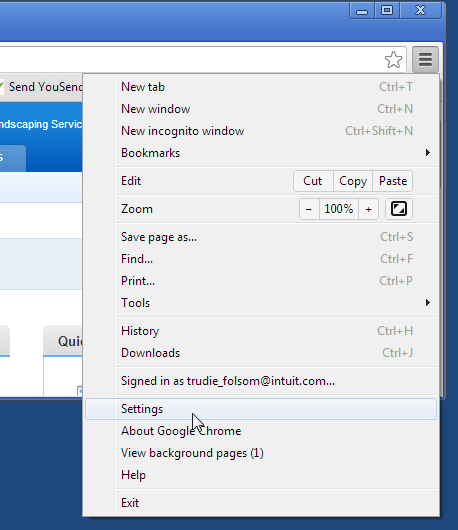 Send YouSend
ndscaping Servic
s
New tab Ctrl+T
New window Ctrl+N
New incognito window Ctrl+Shift+N
Bookmarks
Edit Cut Copy Paste
Zoom − 100% +
Save page as... Ctrl+S
Find... Ctrl+F
Print... Ctrl+P
Tools
Quic
History Ctrl+H
Downloads Ctrl+J
Signed in as trudie_folsom@intuit.com...
Settings
About Google Chrome
View background pages (1)
Help
Exit